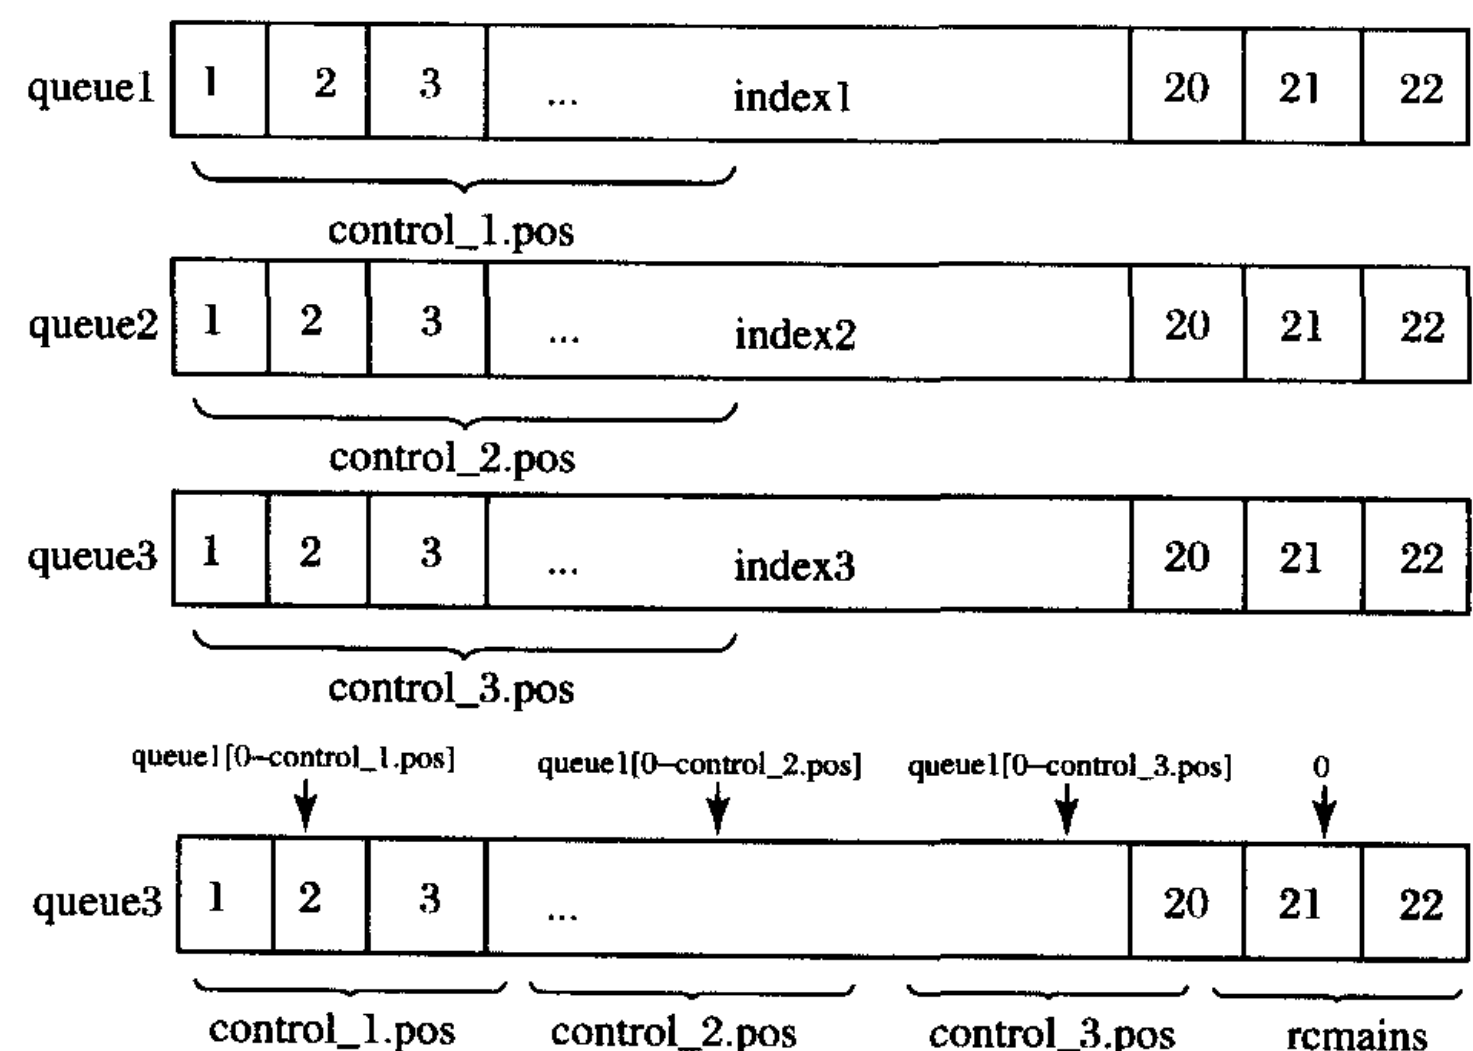 queue1 1 2 3 ... index1 20 21 22
control_1.pos
queue2 1 2 3 ... index2 20 21 22
control_2.pos
queue3 1 2 3 ... index3 20 21 22
control_3.pos
queue1[0–control_1.pos] queue1[0–control_2.pos] queue1[0–control_3.pos] 0
queue3 1 2 3 ... 20 21 22
control_1.pos control_2.pos control_3.pos remains